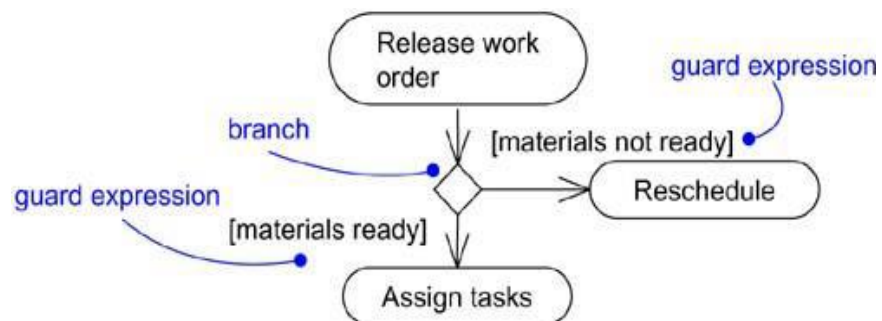 Release work
order
guard expression
branch
[materials not ready]
Reschedule
guard expression
[materials ready]
Assign tasks